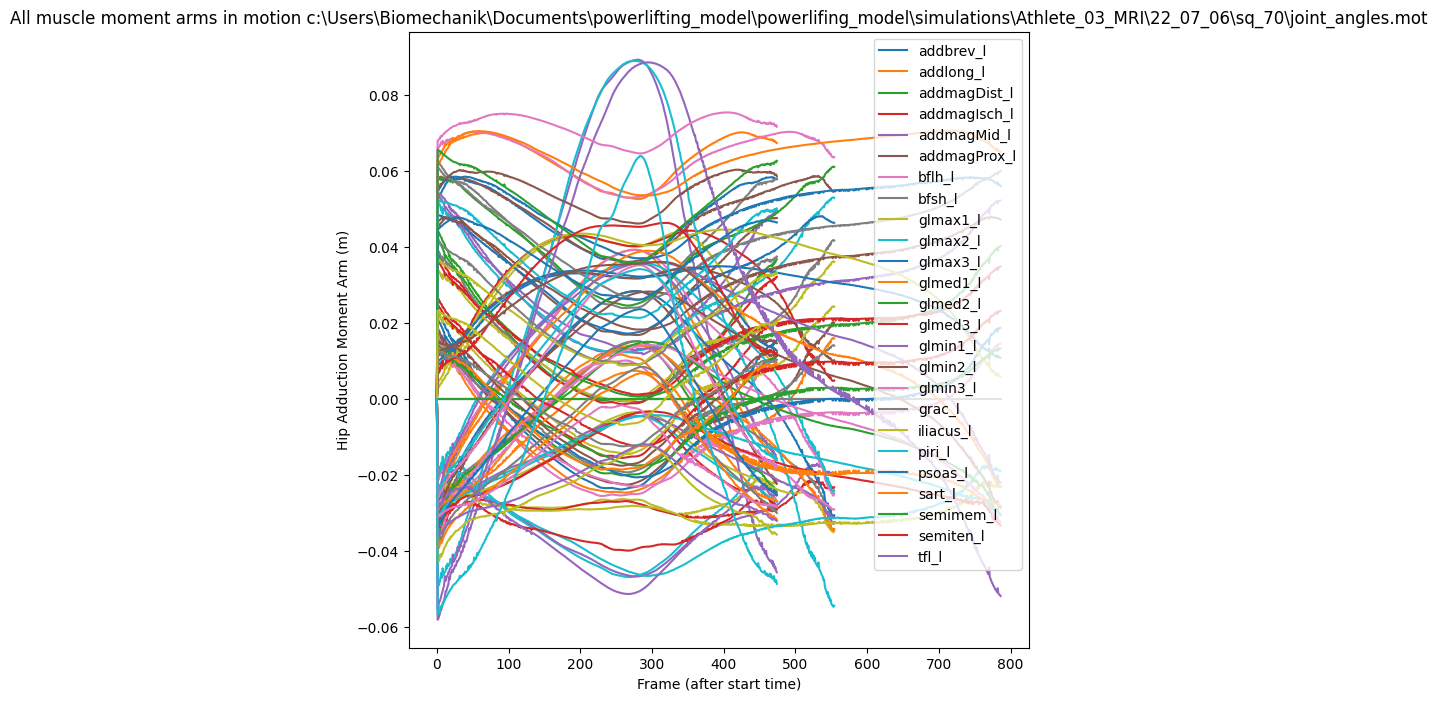 All muscle moment arms in motion c:\Users\Biomechanik\Documents\powerlifting_model\powerlifing_model\simulations\Athlete_03_MRI\22_07_06\sq_70\joint_angles.mot
Hip Adduction Moment Arm (m)
0.08
0.06
0.04
0.02
0.00
−0.02
−0.04
−0.06
addbrev_l
addlong_l
addmagDist_l
addmagIsch_l
addmagMid_l
addmagProx_l
bflh_l
bfsh_l
glmax1_l
glmax2_l
glmax3_l
glmed1_l
glmed2_l
glmed3_l
glmin1_l
glmin2_l
glmin3_l
grac_l
iliacus_l
piri_l
psoas_l
sart_l
semimem_l
semiten_l
tfl_l
0 100 200 300 400 500 600 700 800
Frame (after start time)